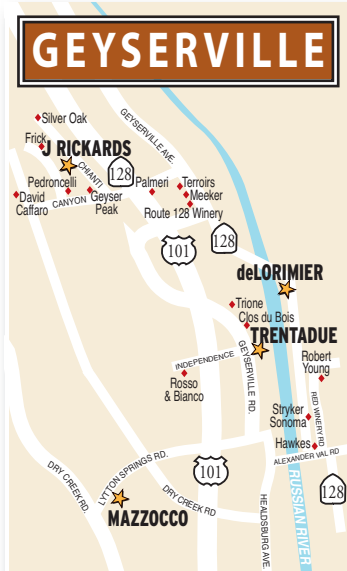 GEYSERVILLE
Silver Oak
GEYSERVILLE AVE.
Frick
J RICKARDS
CHIANTI
128
Pedroncelli
Palmeri
Terroirs
Meeker
David
Caffaro
CANYON
Geyser
Peak
Route 128 Winery
128
101
deLORIMIER
Trione
Clos du Bois
TRENTADUE
GEYSERVILLE RD.
INDEPENDENCE
Robert
Young
Rosso
& Bianco
RED WINERY RD.
Stryker
Sonoma
Hawkes
ALEXANDER VAL RD
LYTTON SPRINGS RD.
101
DRY CREEK RD.
DRY CREEK RD
MAZZOCCO
HEALDSBURG AVE.
RUSSIAN RIVER
128